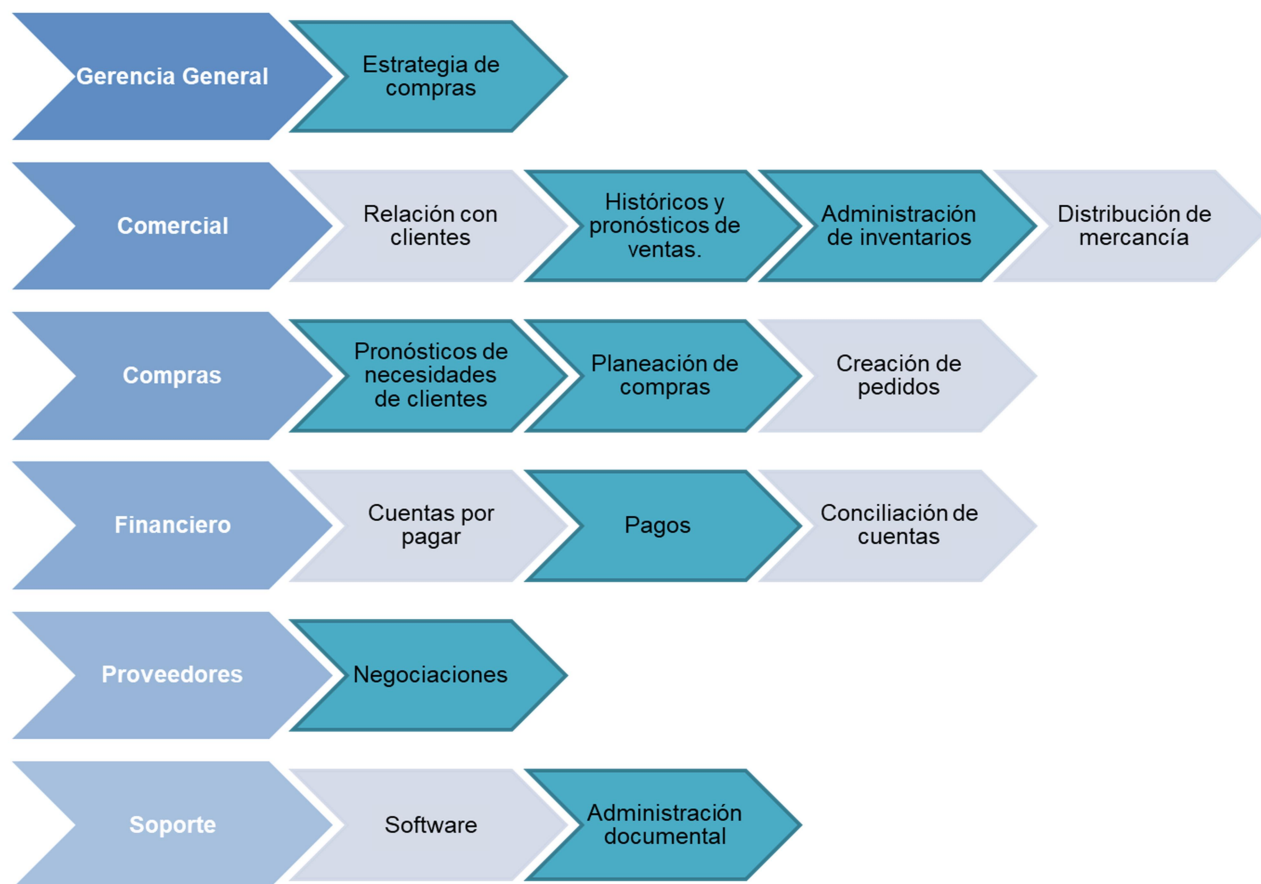 Gerencia General
Estrategia de
compras
Comercial
Relación con
clientes
Históricos y
pronósticos de
ventas.
Administración
de inventarios
Distribución de
mercancía
Compras
Pronósticos de
necesidades
de clientes
Planeación de
compras
Creación de
pedidos
Financiero
Cuentas por
pagar
Pagos
Conciliación de
cuentas
Proveedores
Negociaciones
Soporte
Software
Administración
documental